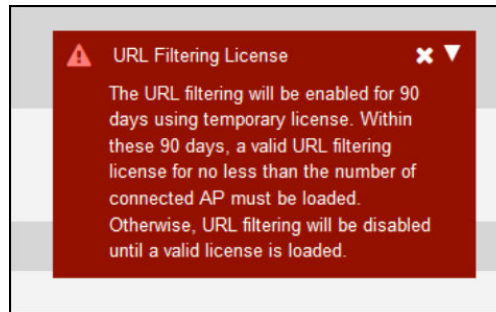 URL Filtering License
The URL filtering will be enabled for 90
days using temporary license. Within
these 90 days, a valid URL filtering
license for no less than the number of
connected AP must be loaded.
Otherwise, URL filtering will be disabled
until a valid license is loaded.